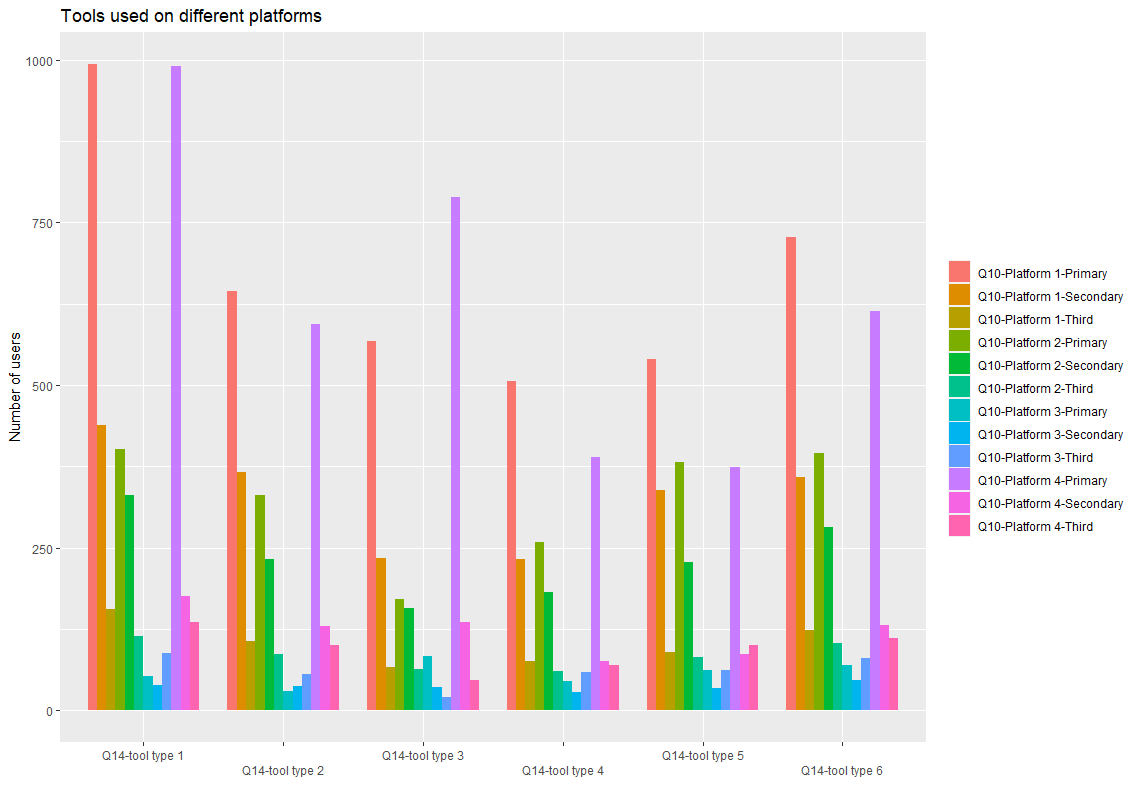 Tools used on different platforms
Number of users
1000
750
500
250
0
Q14-tool type 1
Q14-tool type 2
Q14-tool type 3
Q14-tool type 4
Q14-tool type 5
Q14-tool type 6
Q10-Platform 1-Primary
Q10-Platform 1-Secondary
Q10-Platform 1-Third
Q10-Platform 2-Primary
Q10-Platform 2-Secondary
Q10-Platform 2-Third
Q10-Platform 3-Primary
Q10-Platform 3-Secondary
Q10-Platform 3-Third
Q10-Platform 4-Primary
Q10-Platform 4-Secondary
Q10-Platform 4-Third